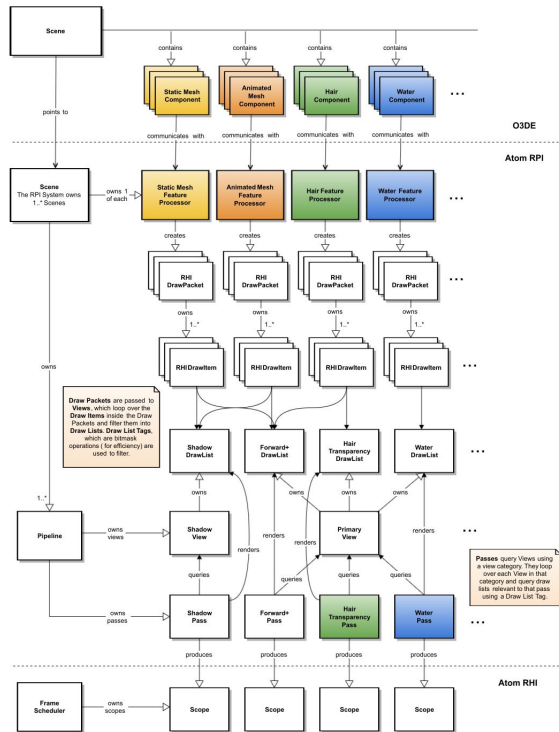 Scene
contains
contains
contains
contains
Static Mesh
Component
Animated
Mesh
Component
Hair
Component
Water
Component
...
points to
communicates with
communicates with
communicates with
communicates with
O3DE
Atom RPI
Scene
The RPI System owns
1..* Scenes
owns 1
of each
Static Mesh
Feature
Processor
Animated Mesh
Feature
Processor
Hair Feature
Processor
Water Feature
Processor
...
creates
creates
creates
creates
RHI
DrawPacket
RHI
DrawPacket
RHI
DrawPacket
RHI
DrawPacket
...
owns
owns
owns
owns
1..*
1..*
1..*
1..*
owns
RHI DrawItem
RHI DrawItem
RHI DrawItem
RHI DrawItem
...
Draw Packets are passed to
Views, which loop over the
Draw Items inside the Draw
Packets and filter them into
Draw Lists. Draw List Tags,
which are bitmask
operations ( for efficiency) are
used to filter.
Shadow
DrawList
Forward+
DrawList
Hair
Transparency
DrawList
Water
DrawList
...
1..*
owns
owns
owns
owns
Pipeline
owns
views
Shadow
View
Primary
View
...
renders
renders
renders
renders
queries
queries
queries
queries
Passes query Views using
a view category. They loop
over each View in that
category and query draw
lists relevant to that pass
using a Draw List Tag.
owns
passes
Shadow
Pass
Forward+
Pass
Hair
Transparency
Pass
Water
Pass
...
produces
produces
produces
produces
Atom RHI
Frame
Scheduler
owns
scopes
Scope
Scope
Scope
Scope